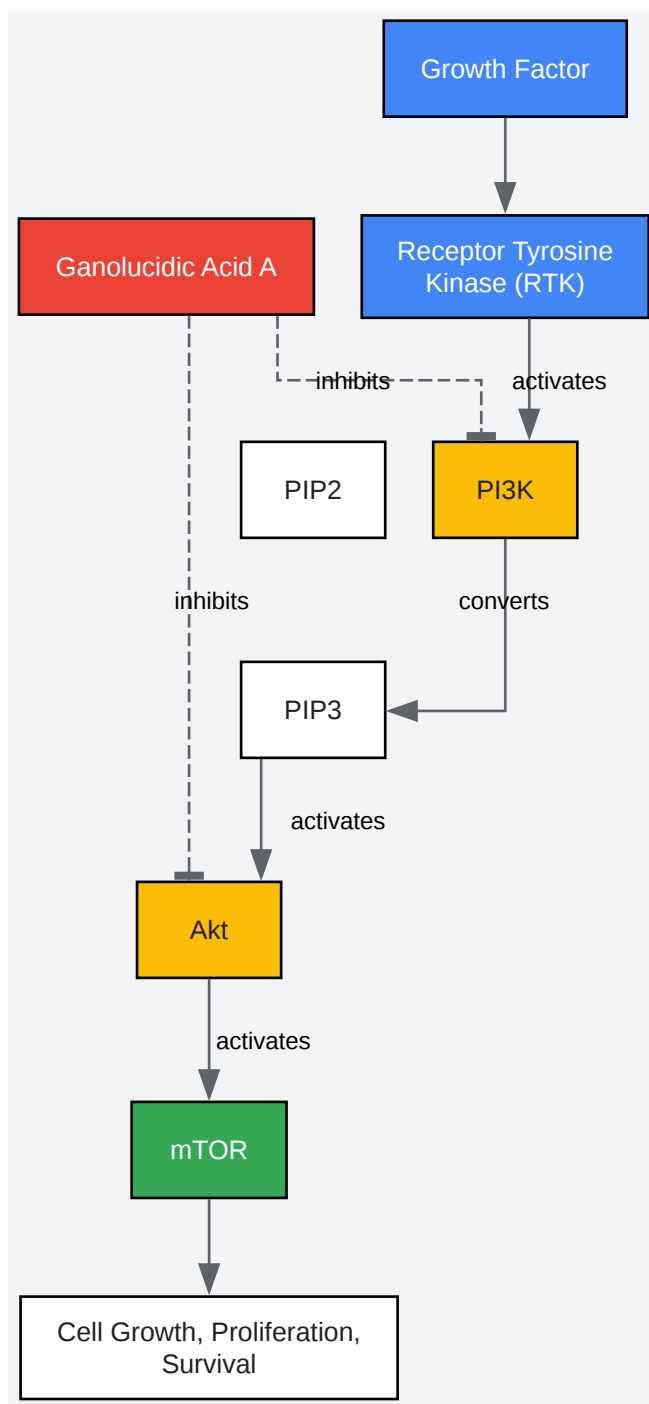 Growth Factor
Ganolucidic Acid A
Receptor Tyrosine
Kinase (RTK)
inhibits
activates
PIP2
PI3K
inhibits
converts
PIP3
activates
Akt
activates
mTOR
Cell Growth, Proliferation,
Survival